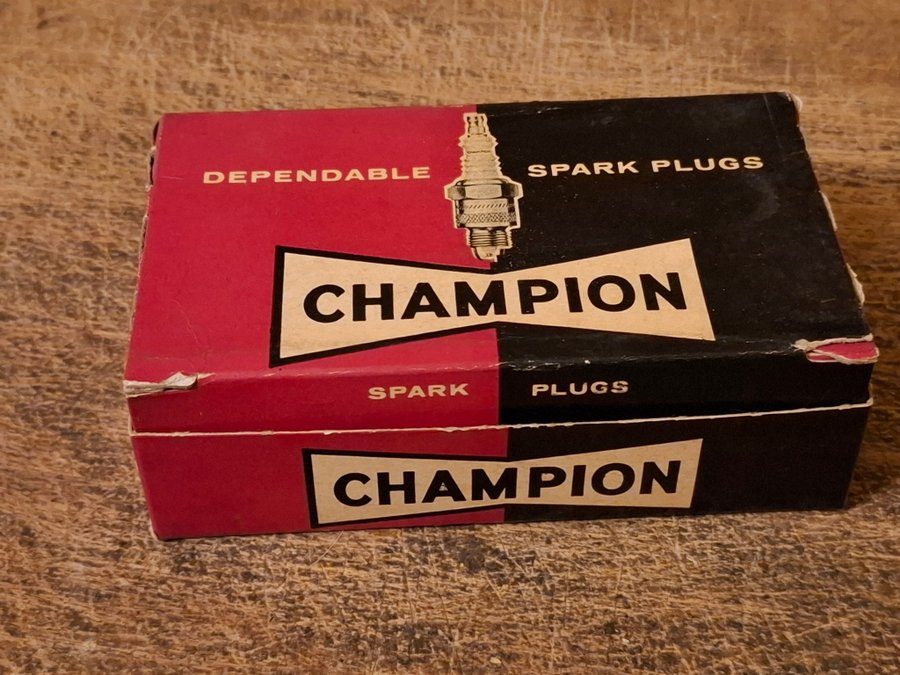 DEPENDABLE SPARK PLUGS
CHAMPION
SPARK PLUGS
CHAMPION